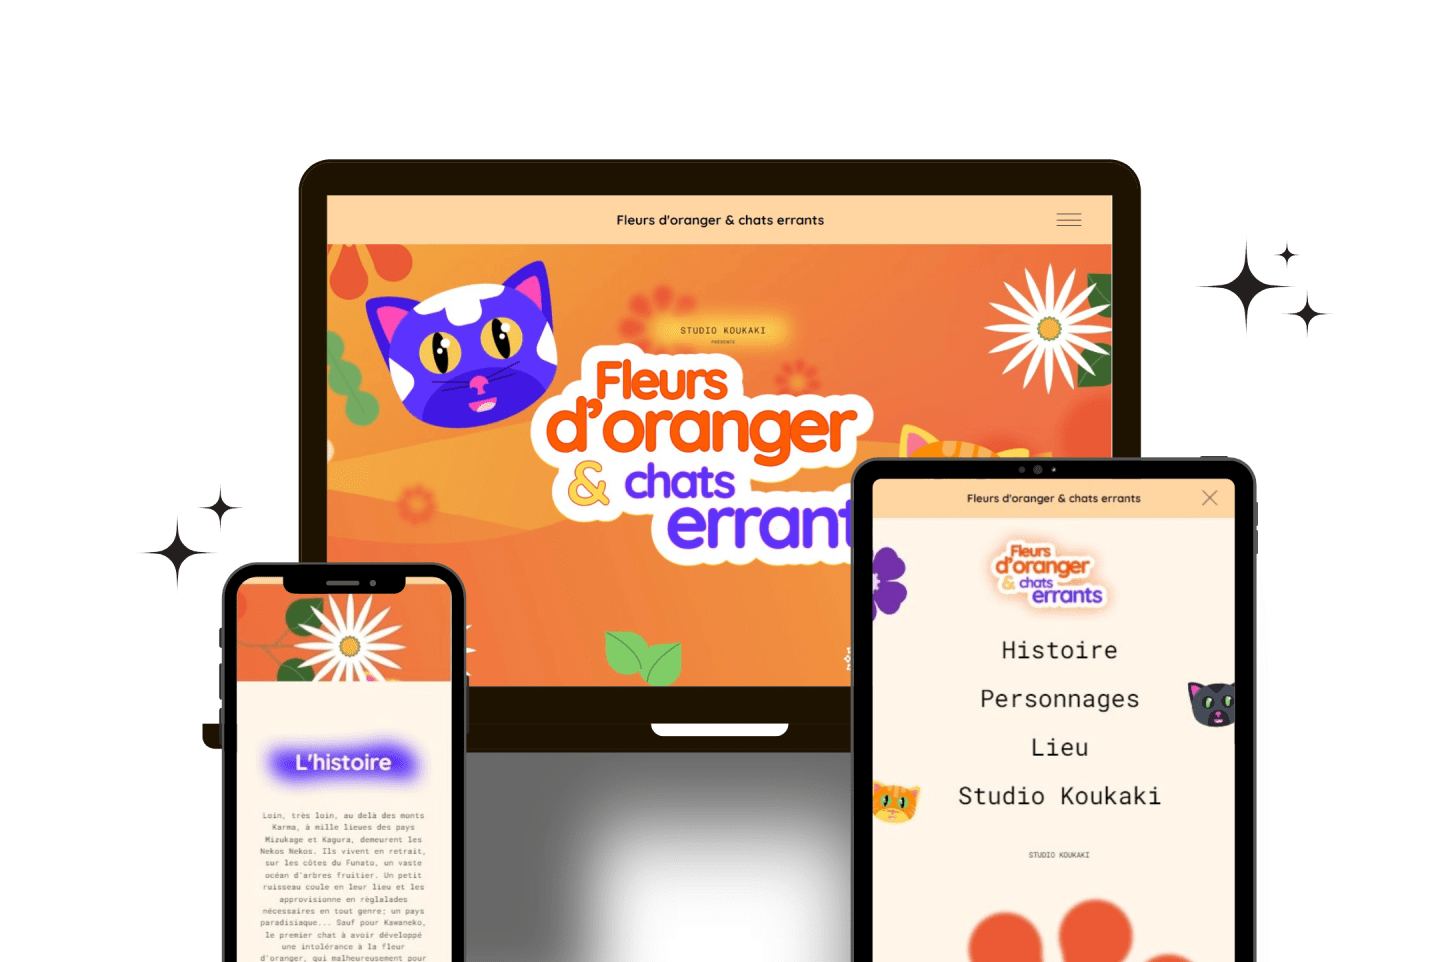 Fleurs d'oranger & chats errants
STUDIO KOUKAKI
PRÉSENTE
Fleurs
d'oranger
& chats
errant
L'histoire
Loin, très loin, au delà des monts
Karma, à mille lieues des pays
Mizukage et Kagura, demeurent les
Nekos Nekos. Ils vivent en retrait,
sur les côtes du Funato, un vaste
océan d'arbres fruitier. Un petit
ruisseau coule en leur lieu et les
approvisionne en règlalades
nécessaires en tout genre; un pays
paradisiaque... Sauf pour Kawaneko,
le premier chat à avoir développé
une intolérance à la fleur
d'oranger, qui malheureusement pour
Fleurs d'oranger & chats errants
Fleurs
d'oranger
& chats
errants
Histoire
Personnages
Lieu
Studio Koukaki
STUDIO KOUKAKI